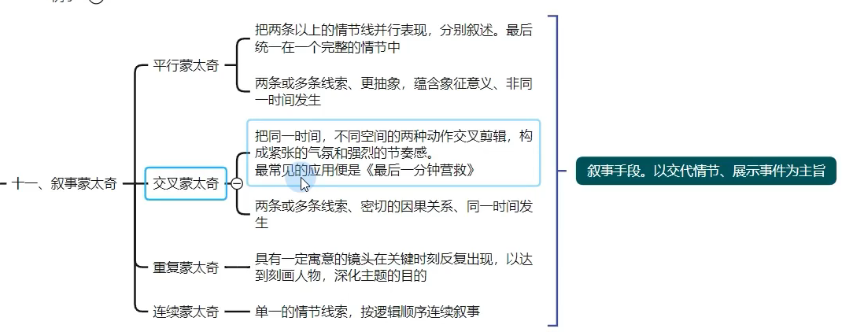 把两条以上的情节线并行表现，分别叙述。最后
统一在一个完整的情节中
平行蒙太奇
两条或多条线索、更抽象，蕴含象征意义、非同
一时间发生
把同一时间，不同空间的两种动作交叉剪辑，构
成紧张的气氛和强烈的节奏感。
最常见的应用便是《最后一分钟营救》
十一、叙事蒙太奇
交叉蒙太奇
叙事手段。以交代情节、展示事件为主旨
两条或多条线索、密切的因果关系、同一时间发
生
重复蒙太奇
具有一定寓意的镜头在关键时刻反复出现，以达
到刻画人物，深化主题的目的
连续蒙太奇
单一的情节线索，按逻辑顺序连续叙事